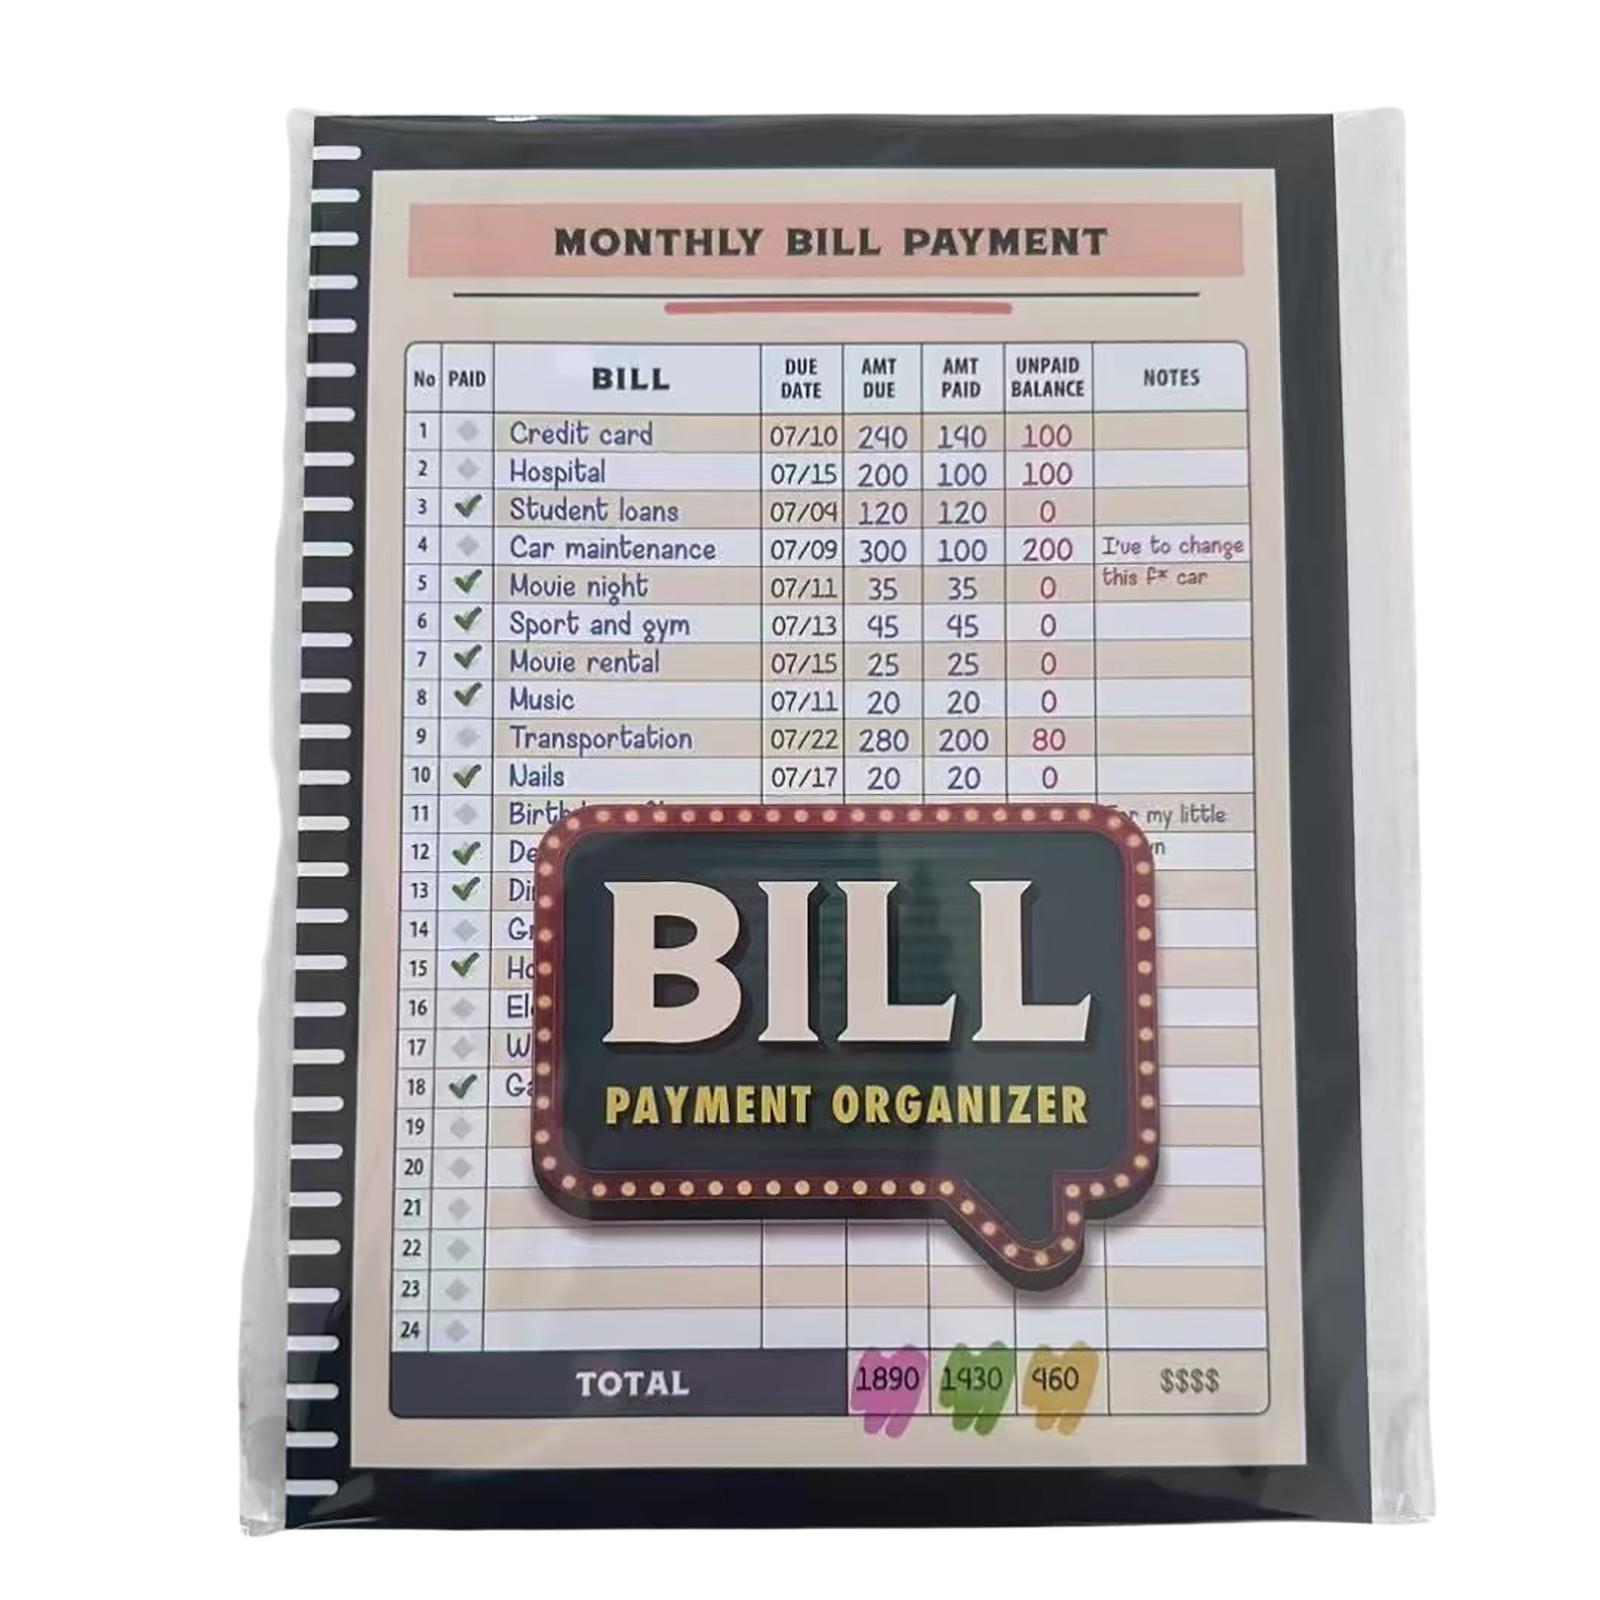 MONTHLY BILL PAYMENT
No PAID BILL DUE DATE AMT DUE AMT PAID UNPAID BALANCE NOTES
1 Credit card 07/10 240 140 100
2 Hospital 07/15 200 100 100
3 Student loans 07/04 120 120 0
4 Car maintenance 07/09 300 100 200 I've to change
5 Movie night 07/11 35 35 0 this f* car
6 Sport and gym 07/13 45 45 0
7 Movie rental 07/15 25 25 0
8 Music 07/11 20 20 0
9 Transportation 07/22 280 200 80
10 Nails 07/17 20 20 0
11 my little
12
13
14
15
16
17
18
19
20
21
22
23
24
BILL
PAYMENT ORGANIZER
TOTAL 1890 1430 460 $$$$